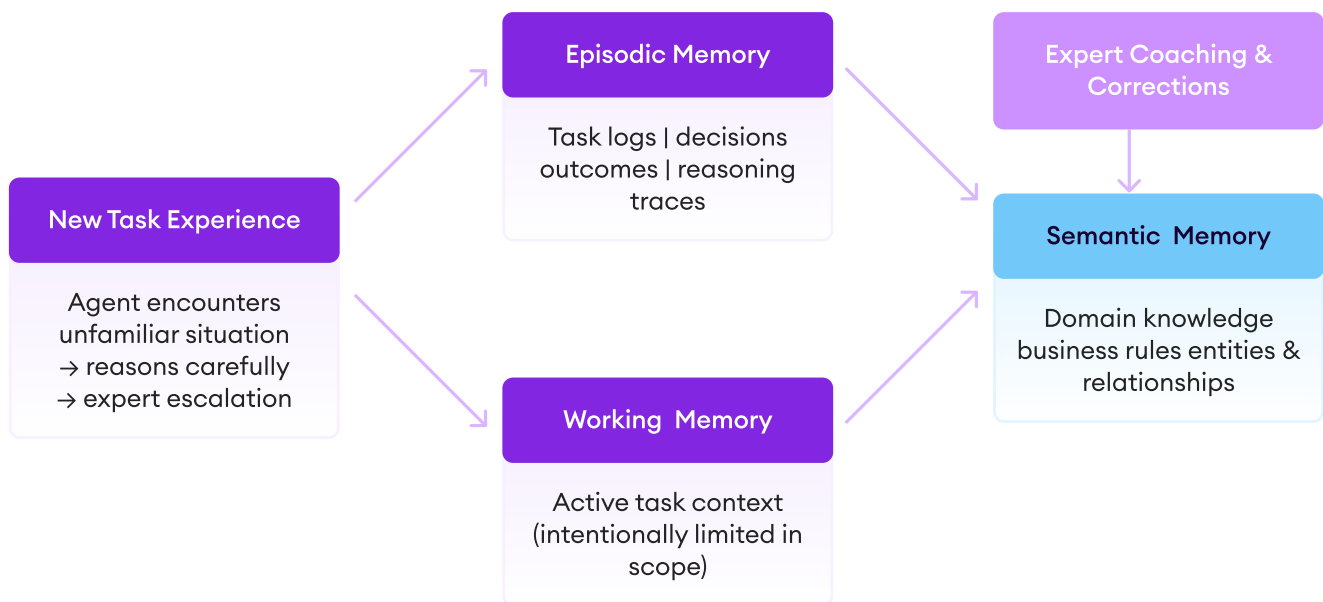 New Task Experience
Agent encounters
unfamiliar situation
→ reasons carefully
→ expert escalation
Episodic Memory
Task logs | decisions
outcomes | reasoning
traces
Working  Memory
Active task context
(intentionally limited in
scope)
Expert Coaching &
Corrections
Semantic  Memory
Domain knowledge
business rules entities &
relationships